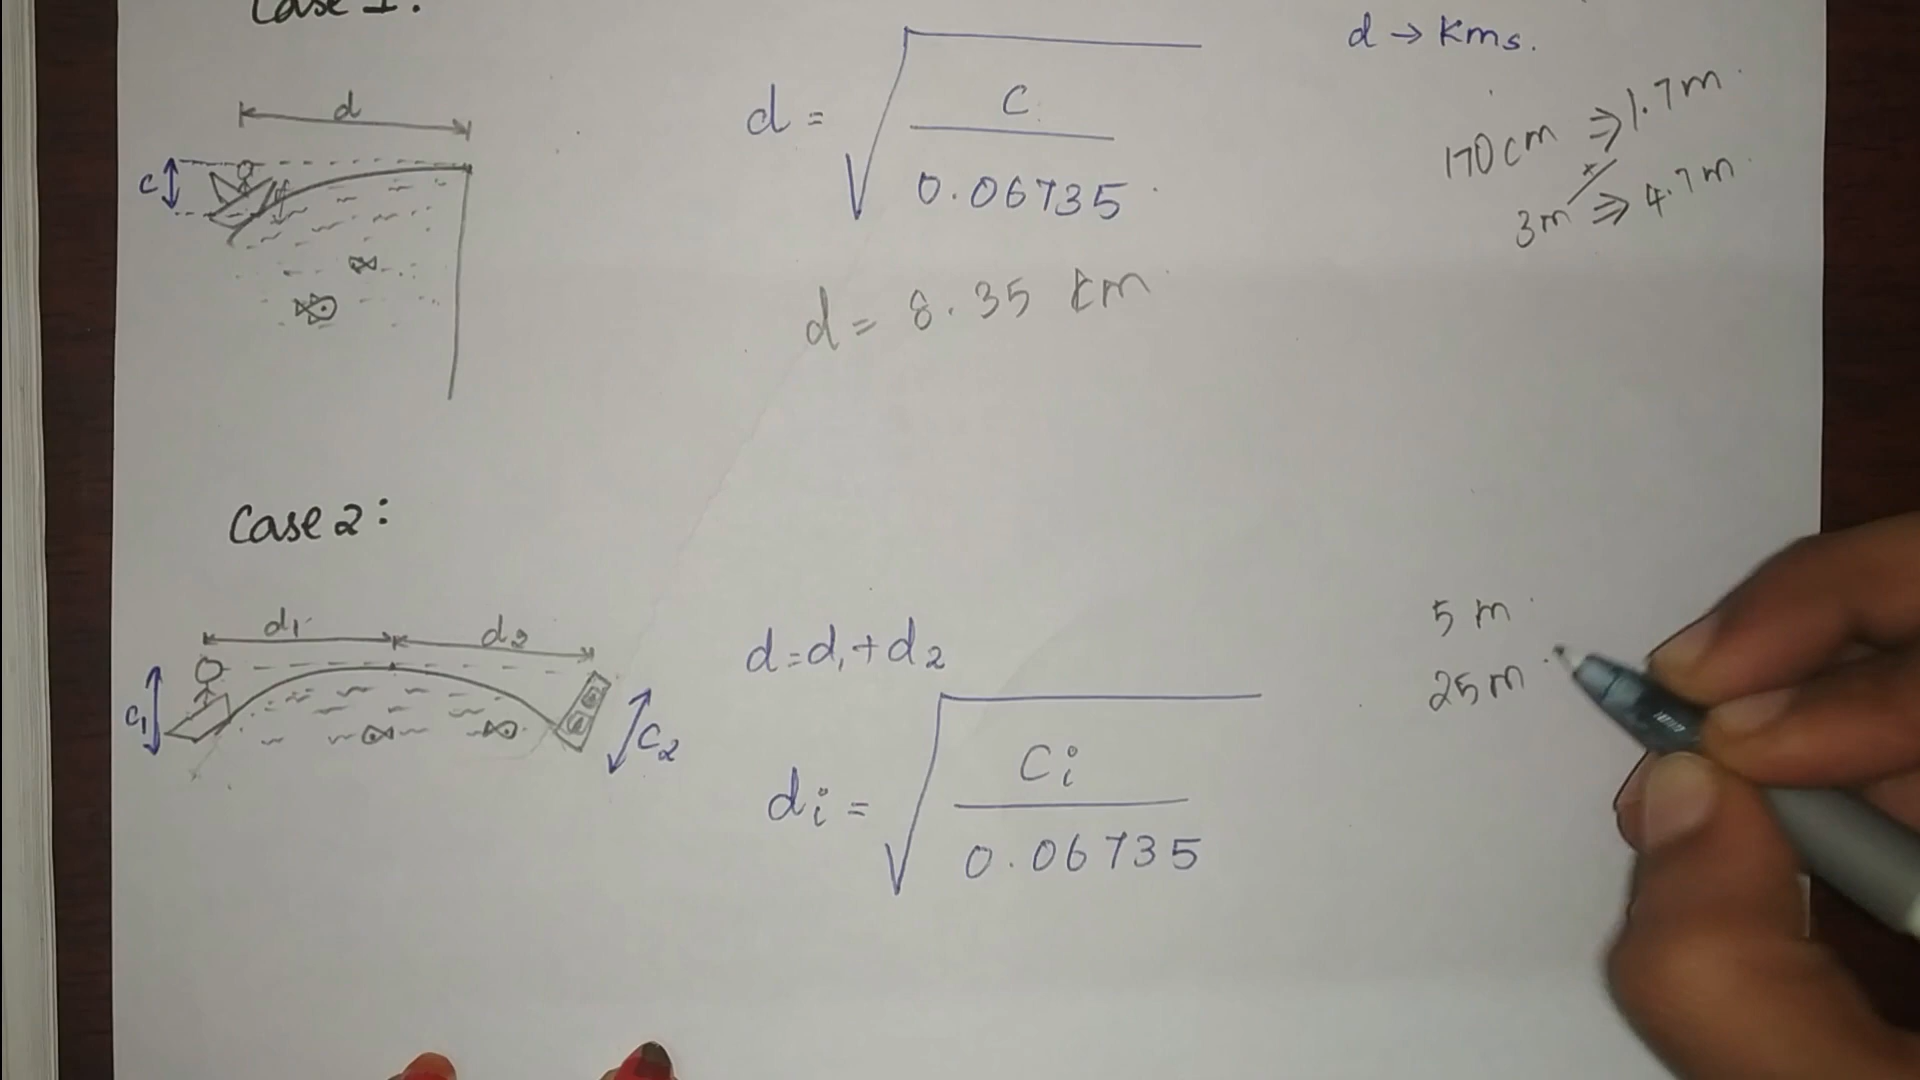 Case 1:
d → Kms.
d
c
d = √ c / 0.06735
170 cm ⇒ 1.7 m
+
3m ⇒ 4.7 m
d = 8.35 km
Case 2:
d1 d2
c1 c2
d = d1 + d2
di = √ Ci / 0.06735
5 m
25 m